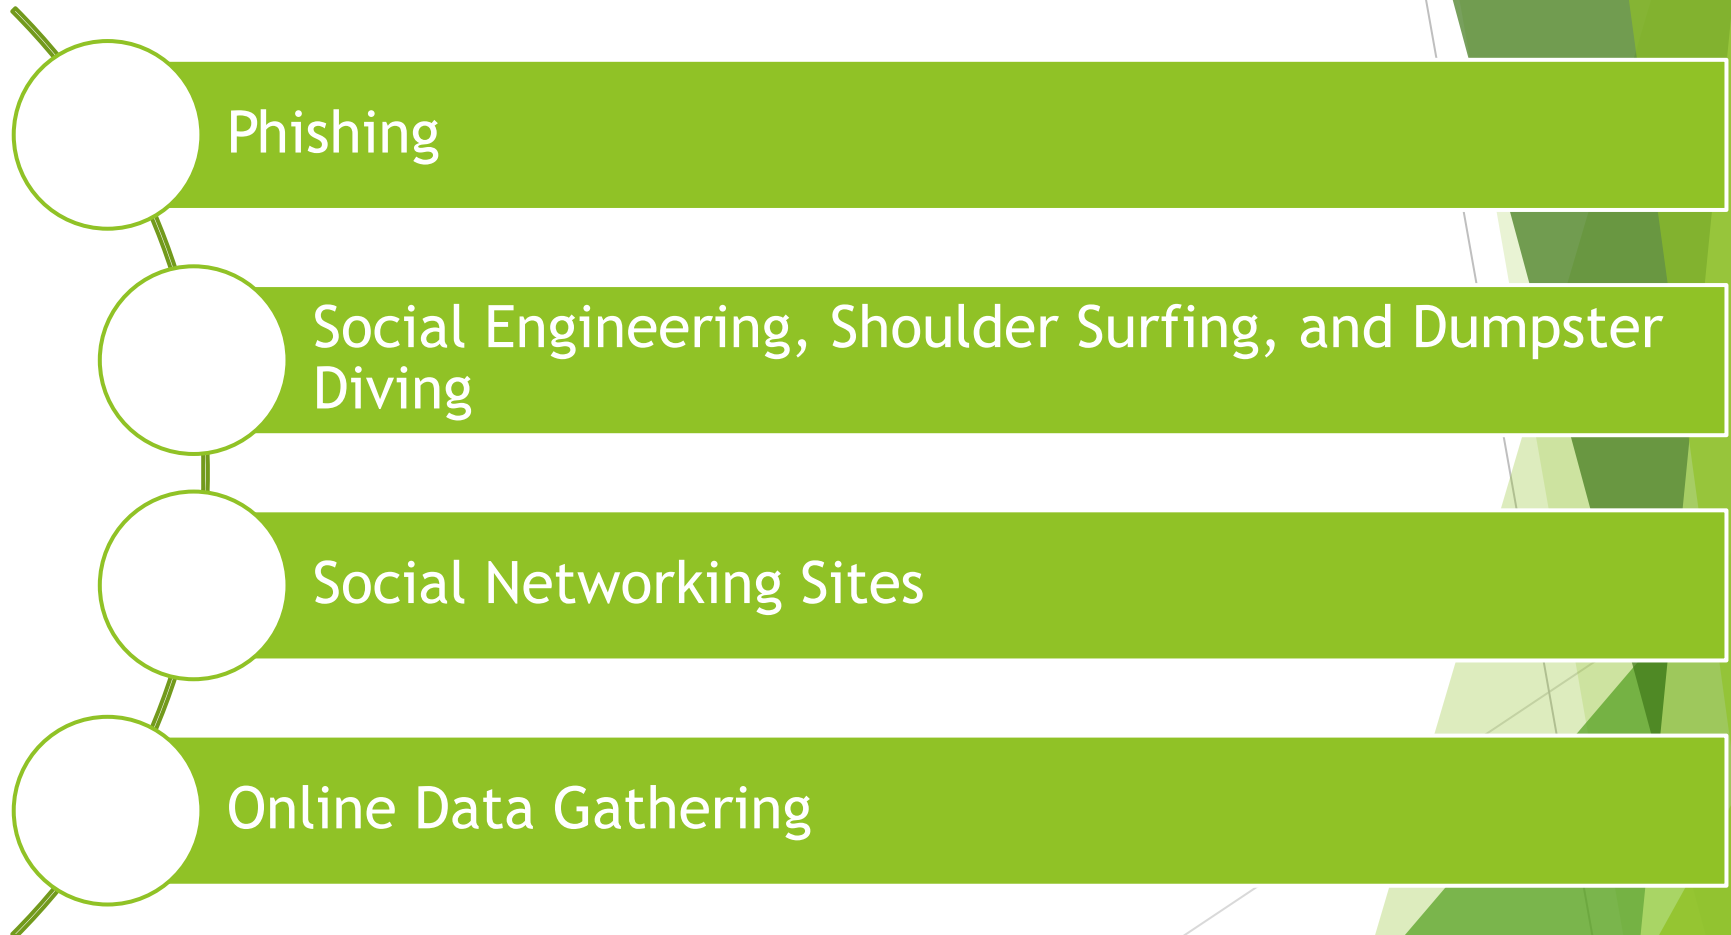 Phishing
Social Engineering, Shoulder Surfing, and Dumpster
Diving
Social Networking Sites
Online Data Gathering